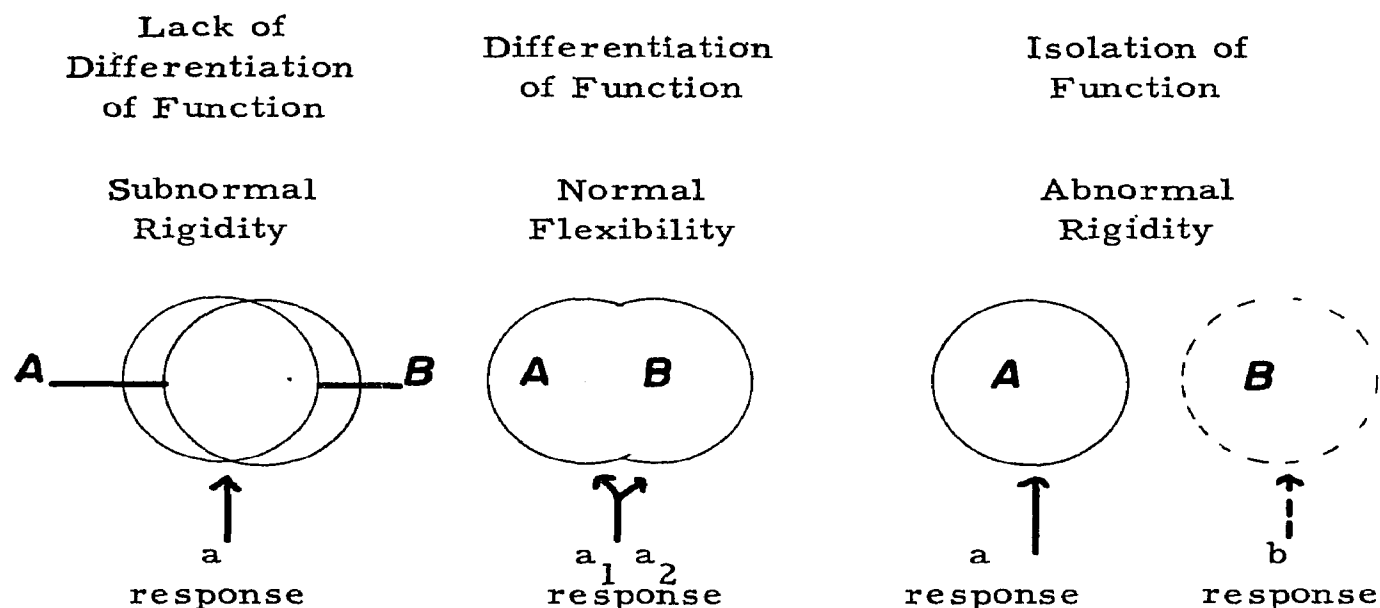 Lack of
Differentiation
of Function
Differentiation
of Function
Isolation of
Function
Subnormal
Rigidity
Normal
Flexibility
Abnormal
Rigidity
A
B
A B
A
B
a
response
a1 a2
response
a
response
b
response